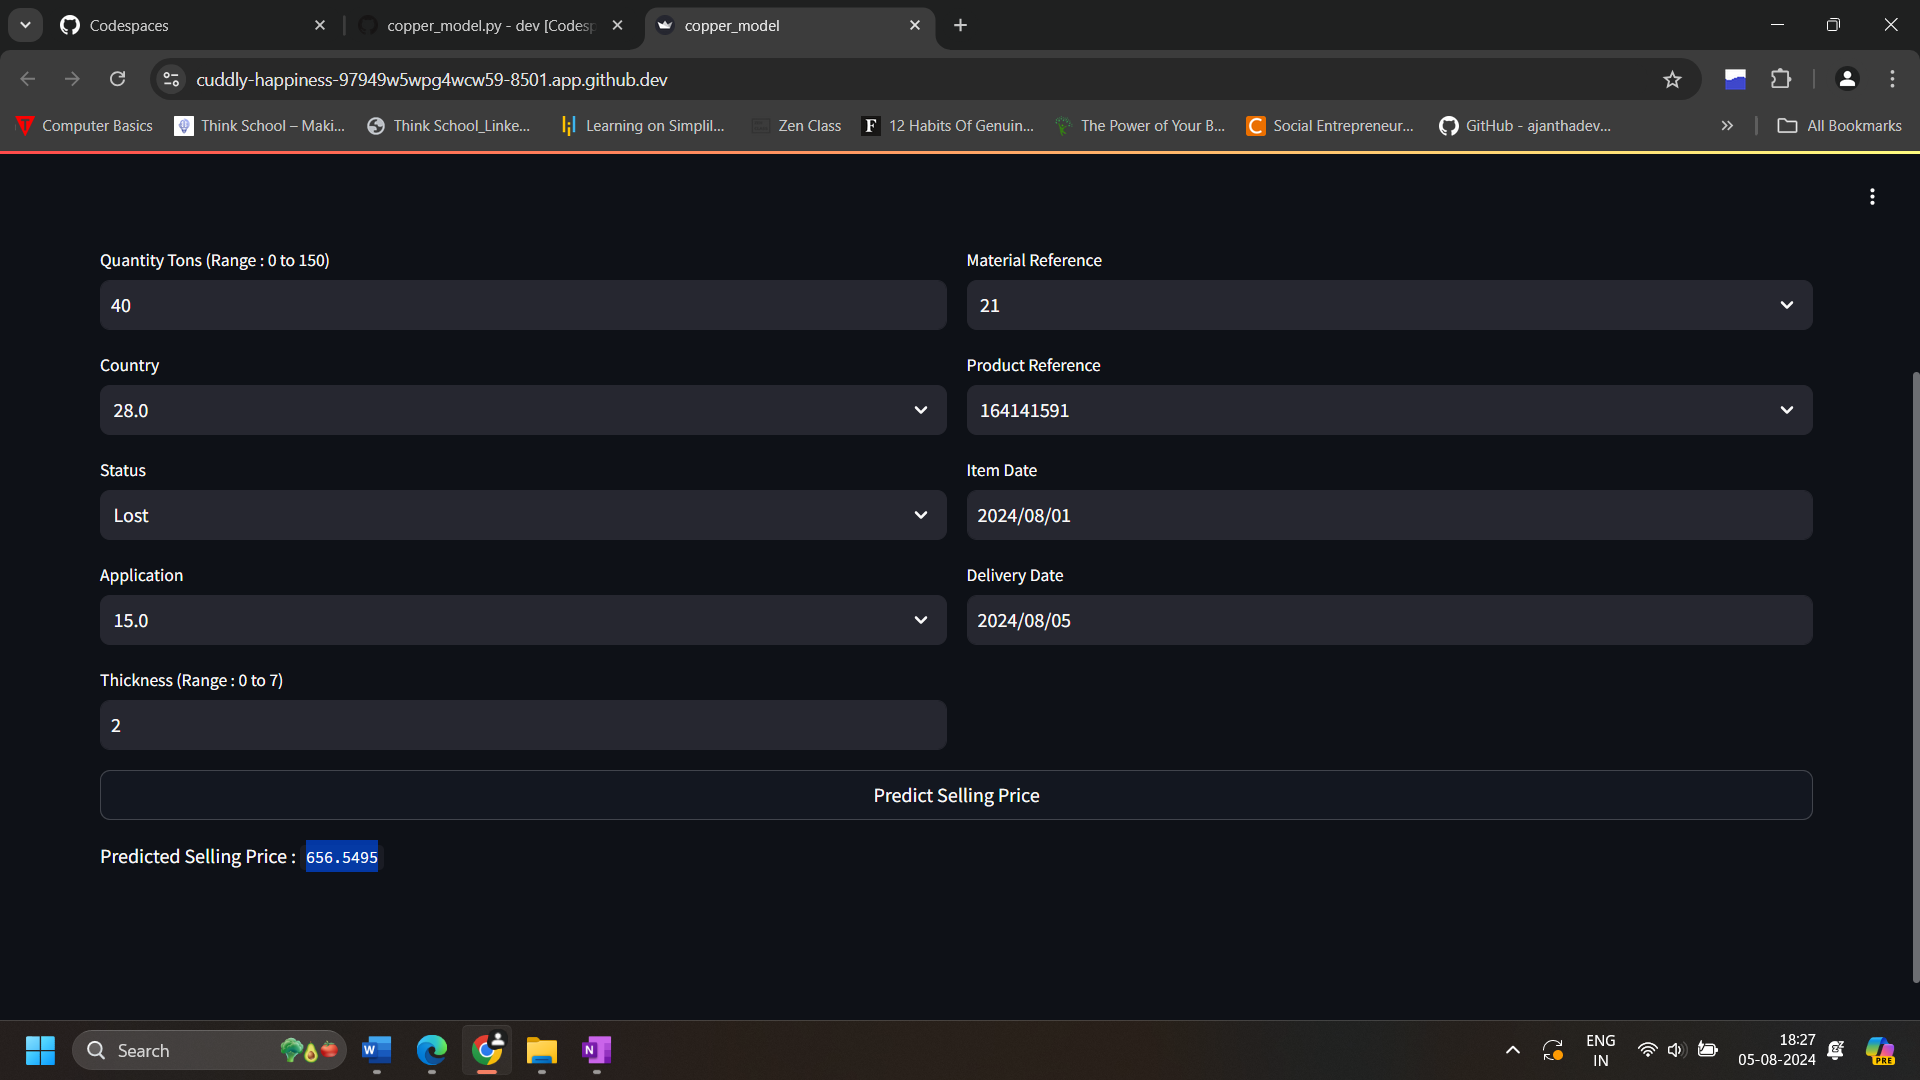 Codespaces
copper_model.py - dev [Codesp
copper_model
cuddly-happiness-97949w5wpg4wcw59-8501.app.github.dev
Computer Basics
Think School – Maki...
Think School_Linke...
Learning on Simplil...
Zen Class
F 12 Habits Of Genuin...
The Power of Your B...
C Social Entrepreneur...
GitHub - ajanthadev...
All Bookmarks
Quantity Tons (Range : 0 to 150)
40
Material Reference
21
Country
28.0
Product Reference
164141591
Status
Lost
Item Date
2024/08/01
Application
15.0
Delivery Date
2024/08/05
Thickness (Range : 0 to 7)
2
Predict Selling Price
Predicted Selling Price : 656.5495
Search
ENG
IN
18:27
05-08-2024
PRE